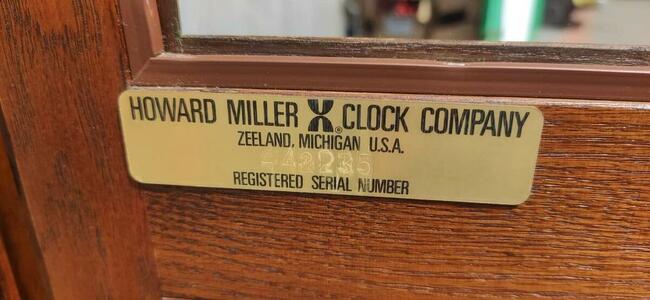 HOWARD MILLER CLOCK COMPANY
ZEELAND, MICHIGAN U.S.A.
REGISTERED SERIAL NUMBER